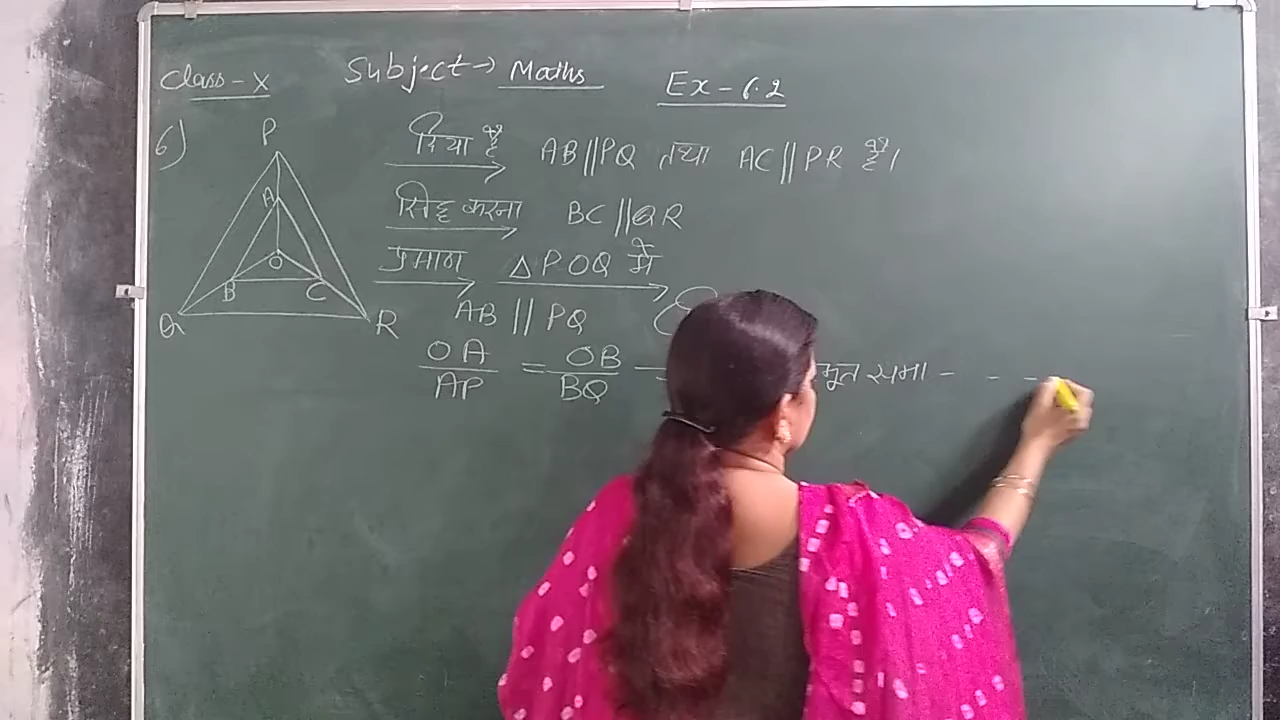 Class - X Subject → Maths Ex - 6.2
6)
P
A
O
B C
Q R
दिया है AB || PQ तथा AC || PR है।
सिद्ध करना BC || QR
प्रमाण △POQ में
AB || PQ
OA/AP = OB/BQ — समा - - -